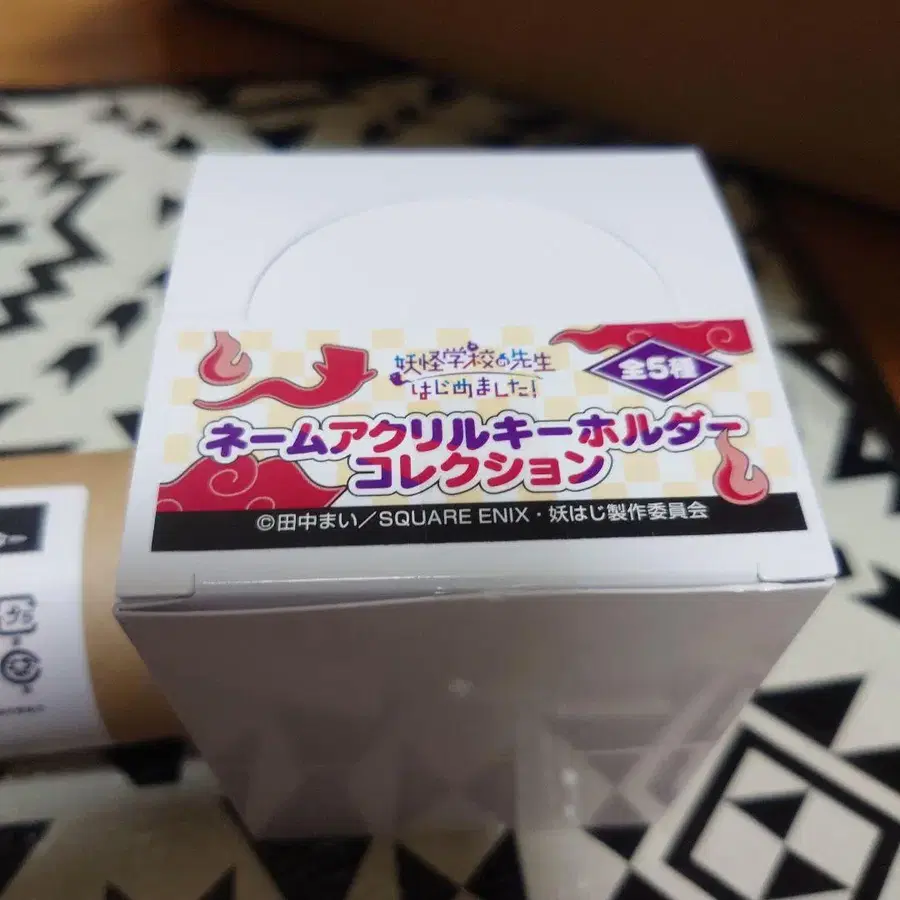 妖怪学校の先生
はじめました!
全5種
ネームアクリルキーホルダー
コレクション
©田中まい／SQUARE ENIX・妖はじ製作委員会
プラ